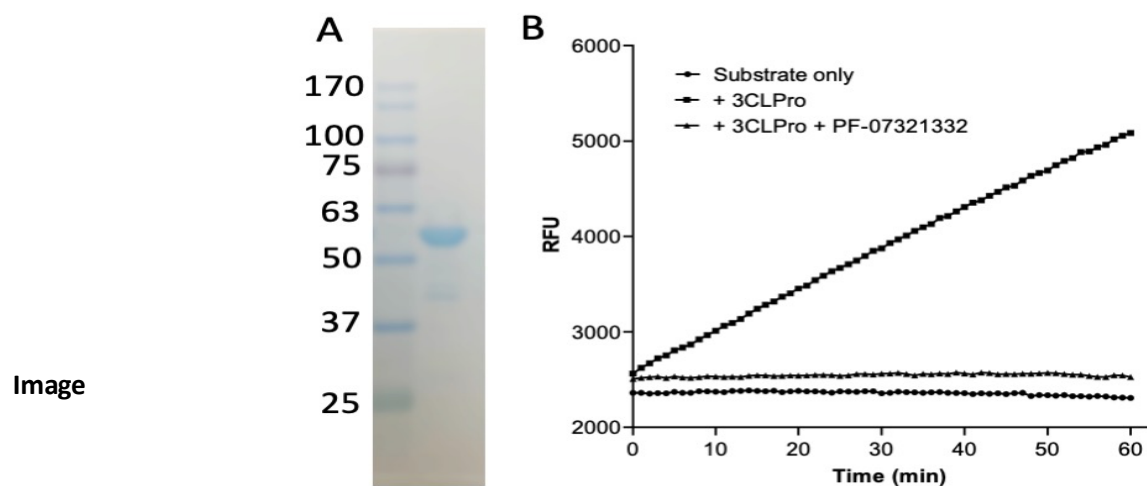 A
170
100
75
63
50
37
25
Image
B
6000
5000
4000
3000
2000
RFU
Substrate only
+ 3CLPro
+ 3CLPro + PF-07321332
0 10 20 30 40 50 60
Time (min)